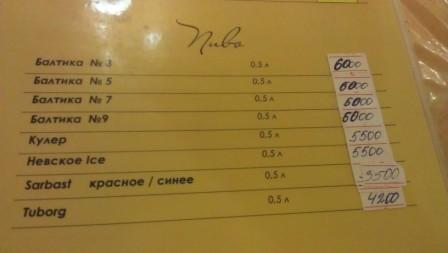 Пиво
Балтика № 3 0,5 л 6000
Балтика № 5 0,5 л 6000
Балтика № 7 0,5 л 6000
Балтика №9 0,5 л 6000
Кулер 0,5 л 5500
Невское Ice 0,5 л 5500
Sarbast красное / синее 0,5 л 3500
Tuborg 0,5 л 4200